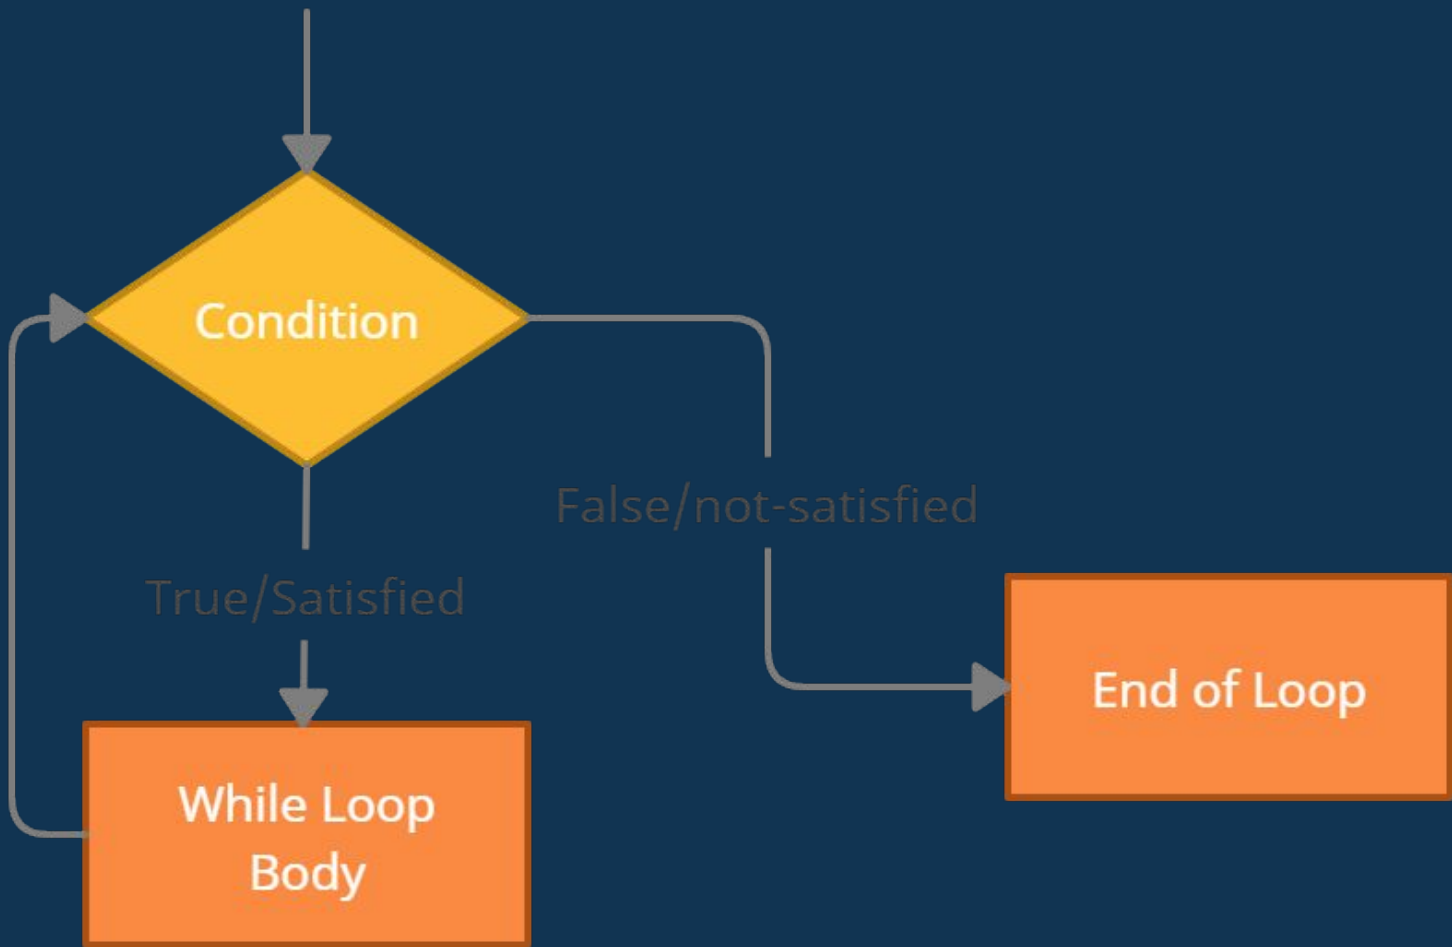 Condition
False/not-satisfied
True/Satisfied
End of Loop
While Loop
Body